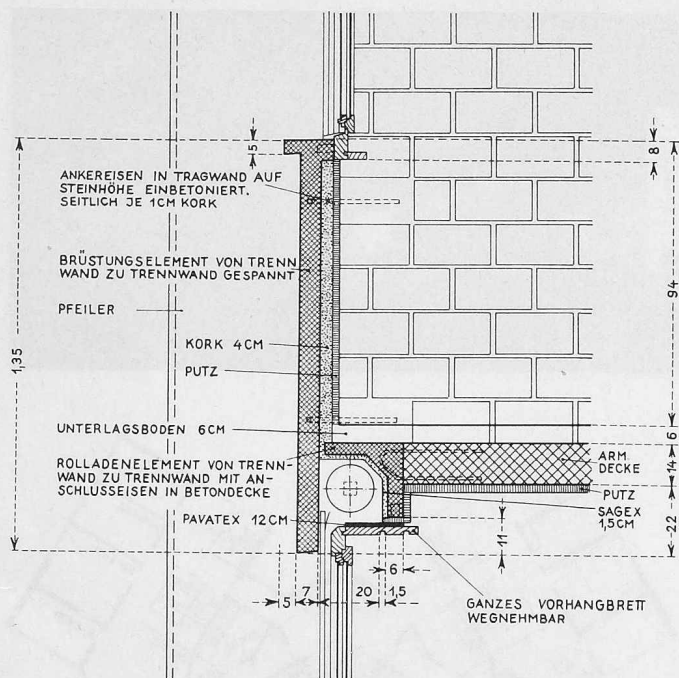 5
8
ANKEREISEN IN TRAGWAND AUF
STEINHÖHE EINBETONIERT.
SEITLICH JE 1CM KORK
BRÜSTUNGSELEMENT VON TRENN
WAND ZU TRENNWAND GESPANNT
PFEILER
94
1,35
KORK 4CM
PUTZ
UNTERLAGSBODEN 6CM
6
ROLLADENELEMENT VON TRENN-
WAND ZU TRENNWAND MIT AN-
SCHLUSSEISEN IN BETONDECKE
ARM
DECKE
14
PUTZ
SAGEX
1,5CM
PAVATEX 12CM
11
22
6
5
7
20
1,5
GANZES VORHANGBRETT
WEGNEHMBAR